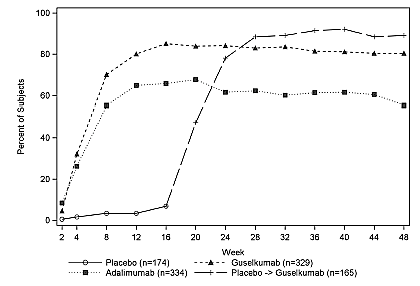 100
80
60
40
20
0
Percent of Subjects
2 4 8 12 16 20 24 28 32 36 40 44 48
Week
Placebo (n=174) Guselkumab (n=329)
Adalimumab (n=334) Placebo -> Guselkumab (n=165)